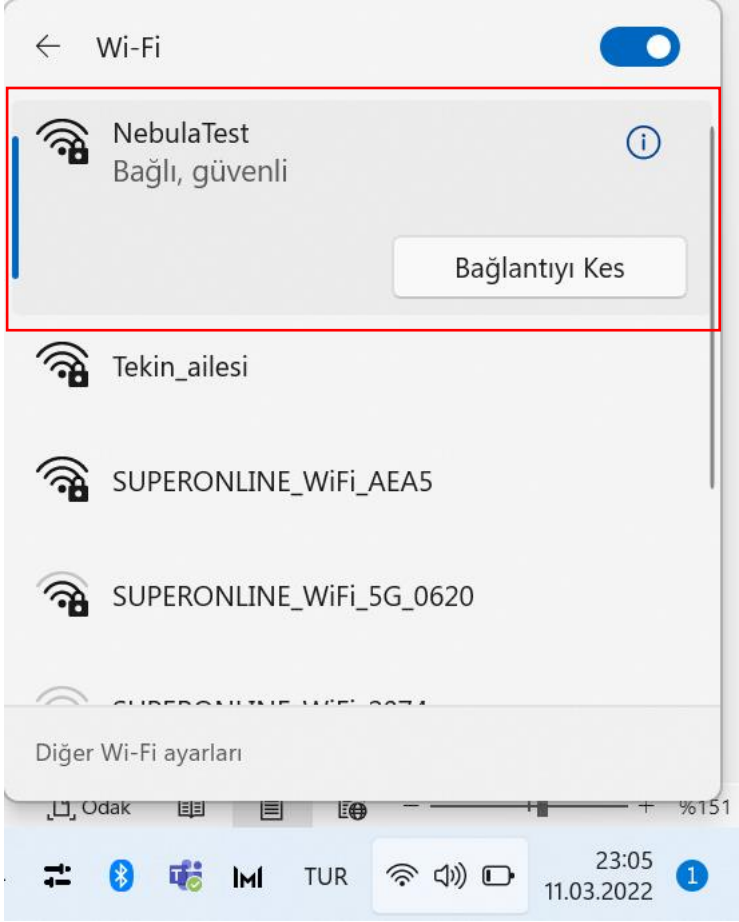 Wi-Fi
NebulaTest
Bağlı, güvenli
Bağlantıyı Kes
Tekin_ailesi
SUPERONLINE_WiFi_AEA5
SUPERONLINE_WiFi_5G_0620
Diğer Wi-Fi ayarları
Odak
%151
TUR
23:05
11.03.2022
1